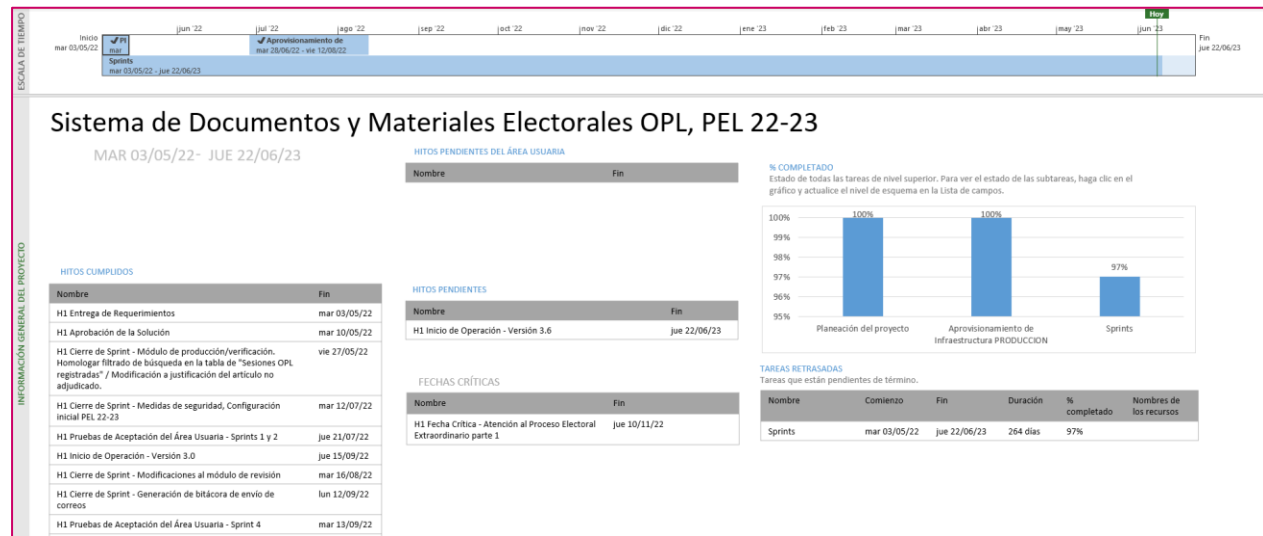 ESCALA DE TIEMPO
Hoy
jun '22 jul '22 ago '22 sep '22 oct '22 nov '22 dic '22 ene '23 feb '23 mar '23 abr '23 may '23 jun '23
Inicio
mar 03/05/22
Pl
mar
Aprovisionamiento de
mar 28/06/22 - vie 12/08/22
Sprints
mar 03/05/22 - jue 22/06/23
Fin
jue 22/06/23
INFORMACIÓN GENERAL DEL PROYECTO
Sistema de Documentos y Materiales Electorales OPL, PEL 22-23
MAR 03/05/22- JUE 22/06/23
HITOS CUMPLIDOS
Nombre Fin
H1 Entrega de Requerimientos mar 03/05/22
H1 Aprobación de la Solución mar 10/05/22
H1 Cierre de Sprint - Módulo de producción/verificación. vie 27/05/22
Homologar filtrado de búsqueda en la tabla de "Sesiones OPL
registradas" / Modificación a justificación del artículo no
adjudicado.
H1 Cierre de Sprint - Medidas de seguridad, Configuración mar 12/07/22
inicial PEL 22-23
H1 Pruebas de Aceptación del Área Usuaria - Sprints 1 y 2 jue 21/07/22
H1 Inicio de Operación - Versión 3.0 jue 15/09/22
H1 Cierre de Sprint - Modificaciones al módulo de revisión mar 16/08/22
H1 Cierre de Sprint - Generación de bitácora de envío de lun 12/09/22
correos
H1 Pruebas de Aceptación del Área Usuaria - Sprint 4 mar 13/09/22
HITOS PENDIENTES DEL ÁREA USUARIA
Nombre Fin
HITOS PENDIENTES
Nombre Fin
H1 Inicio de Operación - Versión 3.6 jue 22/06/23
FECHAS CRÍTICAS
Nombre Fin
H1 Fecha Crítica - Atención al Proceso Electoral jue 10/11/22
Extraordinario parte 1
% COMPLETADO
Estado de todas las tareas de nivel superior. Para ver el estado de las subtareas, haga clic en el
gráfico y actualice el nivel de esquema en la Lista de campos.
100%
99%
98%
97%
96%
95%
100% 100% 97%
Planeación del proyecto Aprovisionamiento de Sprints
Infraestructura PRODUCCION
TAREAS RETRASADAS
Tareas que están pendientes de término.
Nombre Comienzo Fin Duración % Nombres de
completado los recursos
Sprints mar 03/05/22 jue 22/06/23 264 días 97%